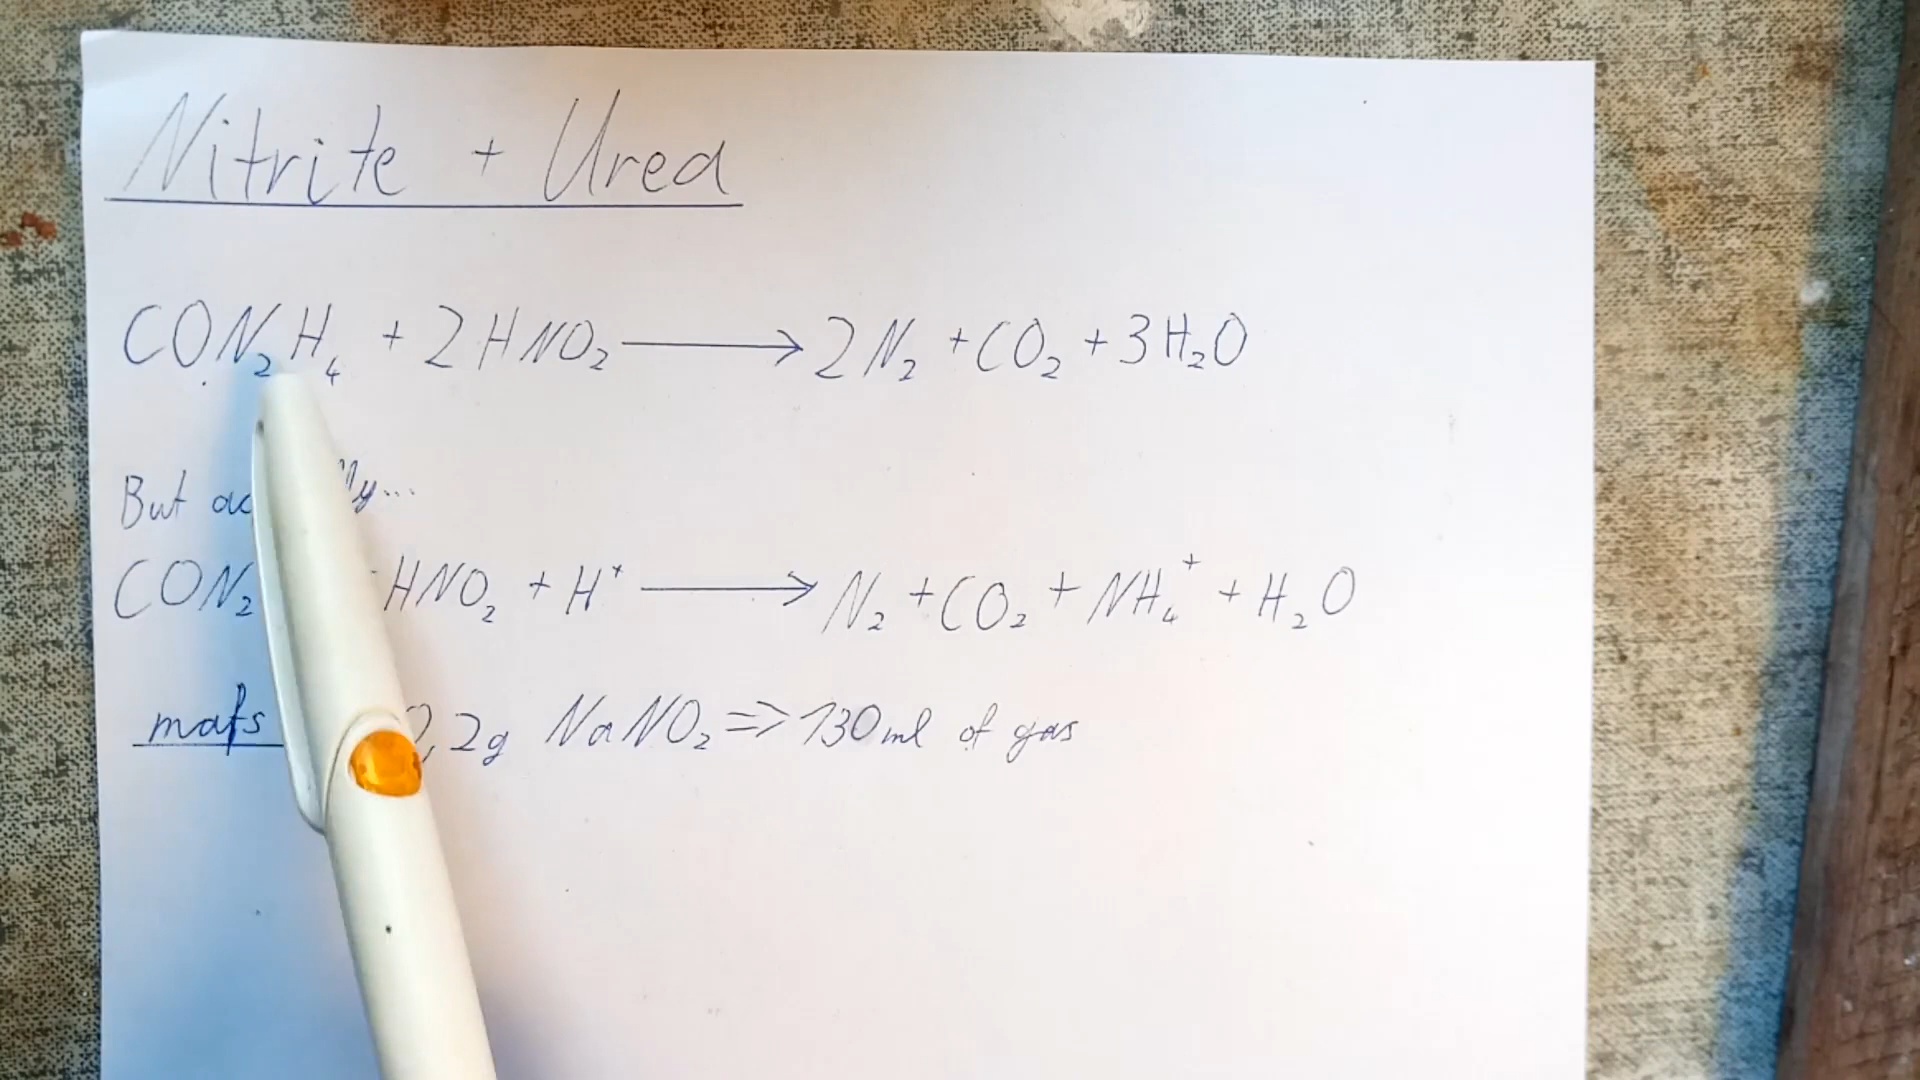 Nitrite + Urea
CON₂H₄ + 2HNO₂ ⟶ 2N₂ + CO₂ + 3H₂O
But
CON₂ HNO₂ + H⁺ ⟶ N₂ + CO₂ + NH₄⁺ + H₂O
mafs 0,2g NaNO₂ ⇒ 130ml of gas